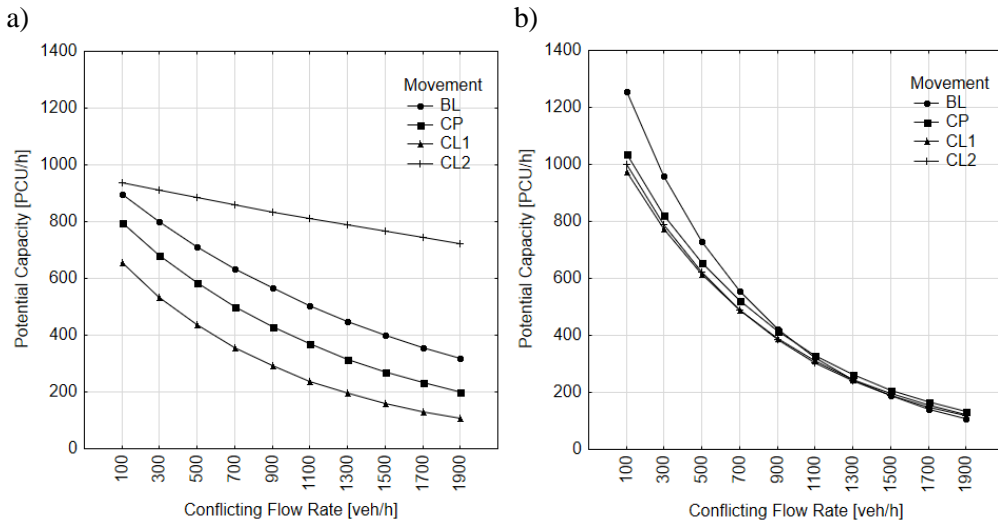 a)
1400
1200
1000
800
600
400
200
0
Potential Capacity [PCU/h]
Movement
BL
CP
CL1
CL2
100
300
500
700
900
1100
1300
1500
1700
1900
Conflicting Flow Rate [veh/h]
b)
1400
1200
1000
800
600
400
200
0
Potential Capacity [PCU/h]
Movement
BL
CP
CL1
CL2
100
300
500
700
900
1100
1300
1500
1700
1900
Conflicting Flow Rate [veh/h]